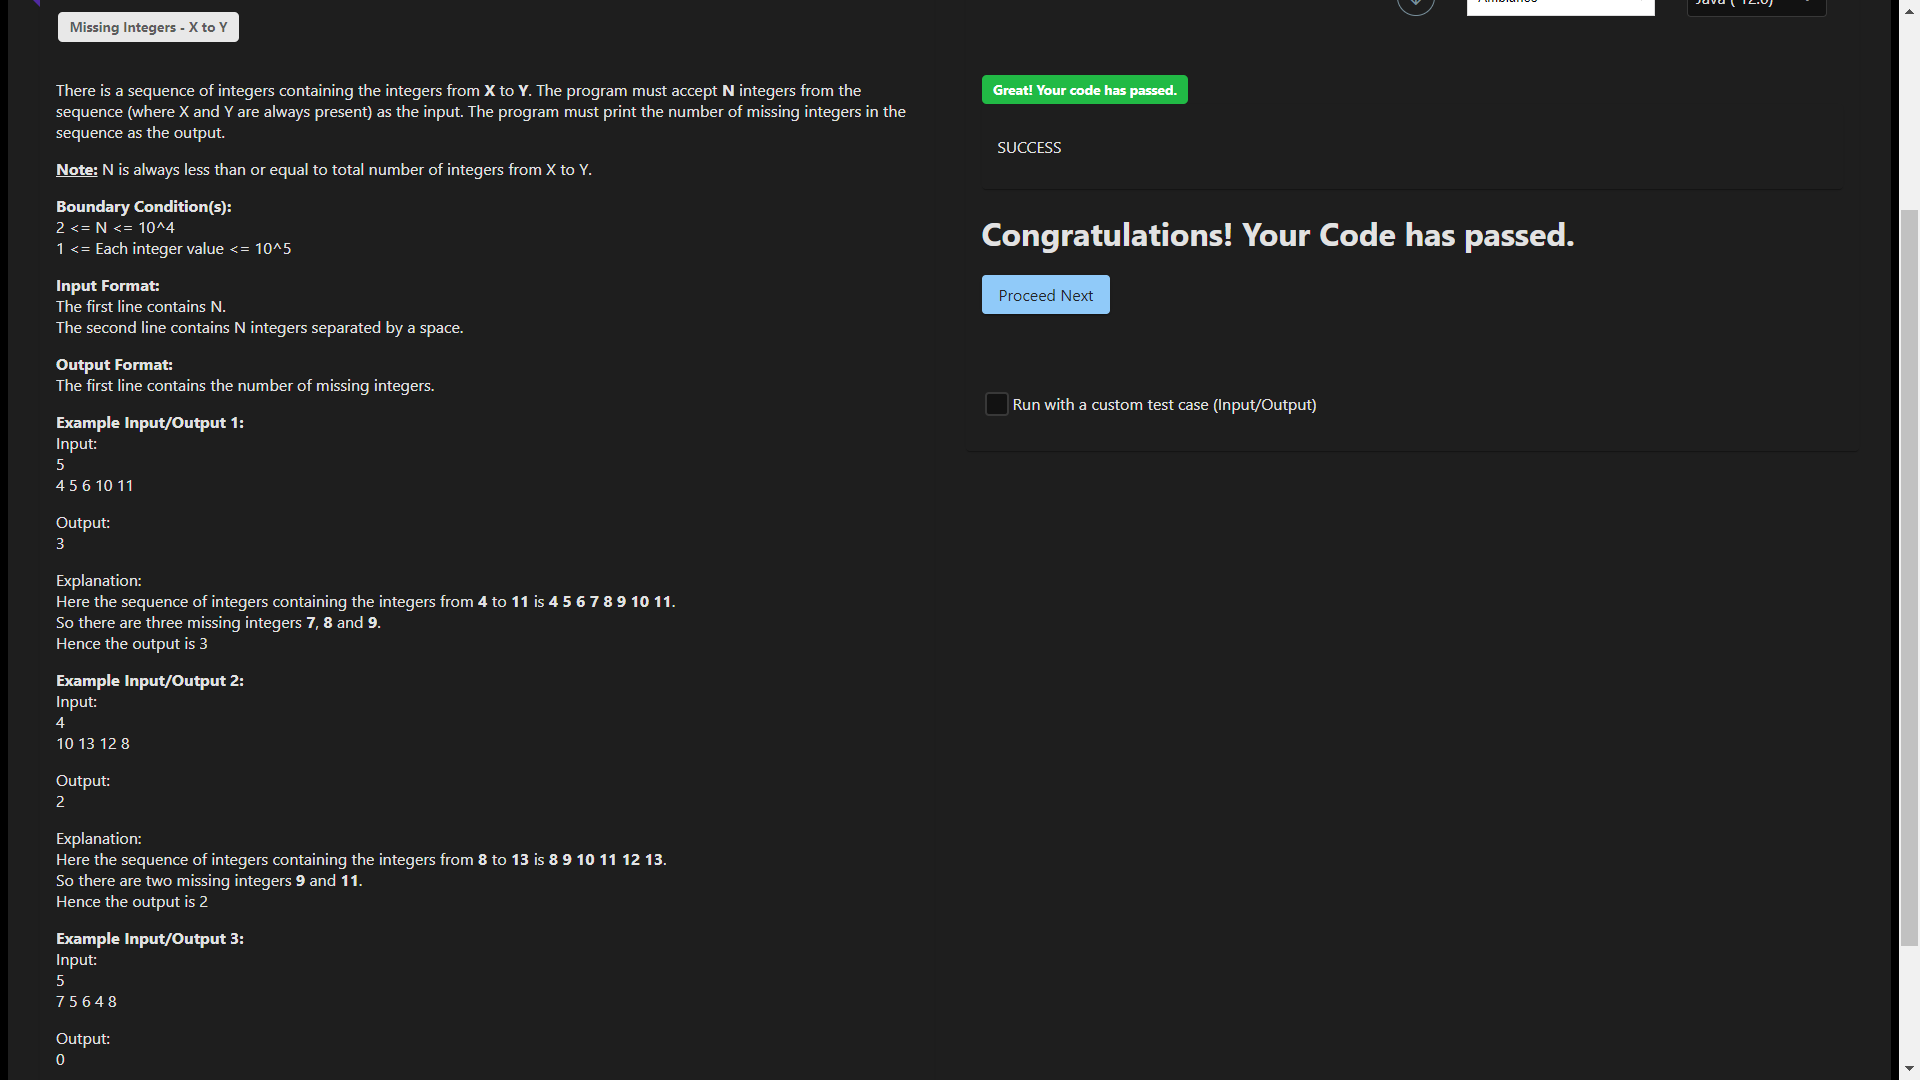 Missing Integers - X to Y
There is a sequence of integers containing the integers from X to Y. The program must accept N integers from the
sequence (where X and Y are always present) as the input. The program must print the number of missing integers in the
sequence as the output.
Note: N is always less than or equal to total number of integers from X to Y.
Boundary Condition(s):
2 <= N <= 10^4
1 <= Each integer value <= 10^5
Input Format:
The first line contains N.
The second line contains N integers separated by a space.
Output Format:
The first line contains the number of missing integers.
Example Input/Output 1:
Input:
5
4 5 6 10 11
Output:
3
Explanation:
Here the sequence of integers containing the integers from 4 to 11 is 4 5 6 7 8 9 10 11.
So there are three missing integers 7, 8 and 9.
Hence the output is 3
Example Input/Output 2:
Input:
4
10 13 12 8
Output:
2
Explanation:
Here the sequence of integers containing the integers from 8 to 13 is 8 9 10 11 12 13.
So there are two missing integers 9 and 11.
Hence the output is 2
Example Input/Output 3:
Input:
5
7 5 6 4 8
Output:
0
Great! Your code has passed.
SUCCESS
Congratulations! Your Code has passed.
Proceed Next
Run with a custom test case (Input/Output)